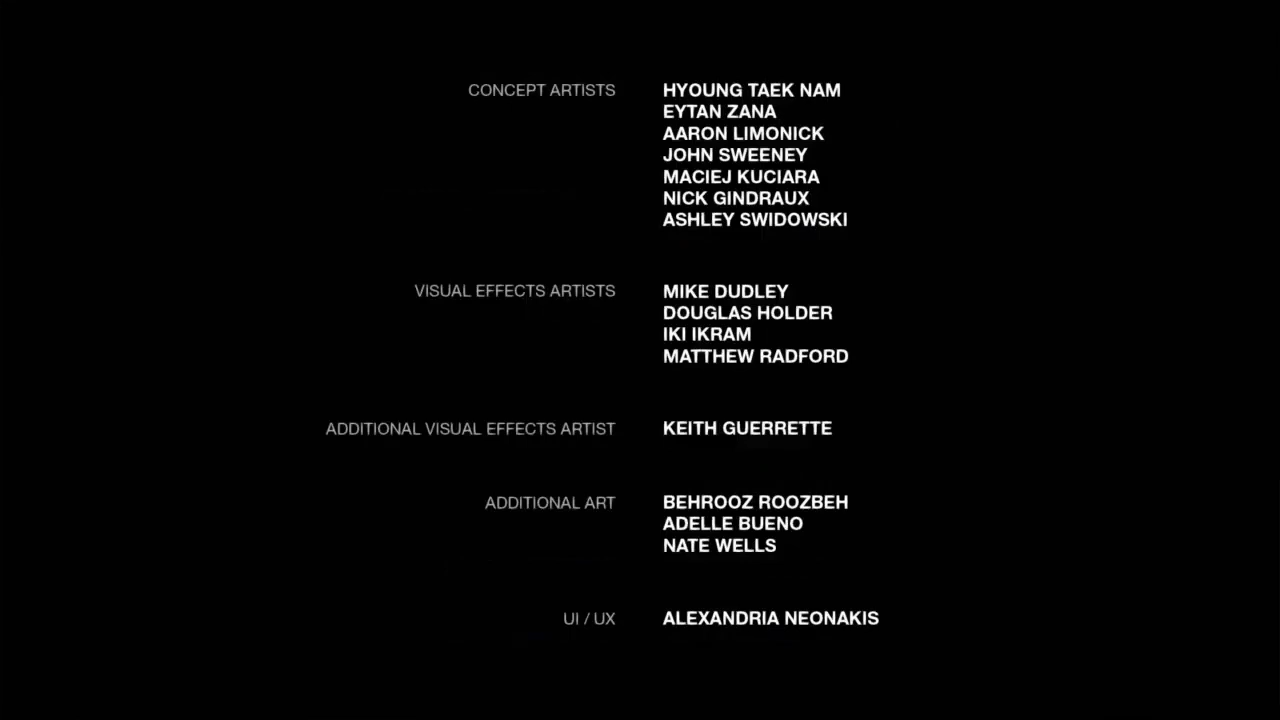 CONCEPT ARTISTS HYOUNG TAEK NAM
EYTAN ZANA
AARON LIMONICK
JOHN SWEENEY
MACIEJ KUCIARA
NICK GINDRAUX
ASHLEY SWIDOWSKI
VISUAL EFFECTS ARTISTS MIKE DUDLEY
DOUGLAS HOLDER
IKI IKRAM
MATTHEW RADFORD
ADDITIONAL VISUAL EFFECTS ARTIST KEITH GUERRETTE
ADDITIONAL ART BEHROOZ ROOZBEH
ADELLE BUENO
NATE WELLS
UI / UX ALEXANDRIA NEONAKIS